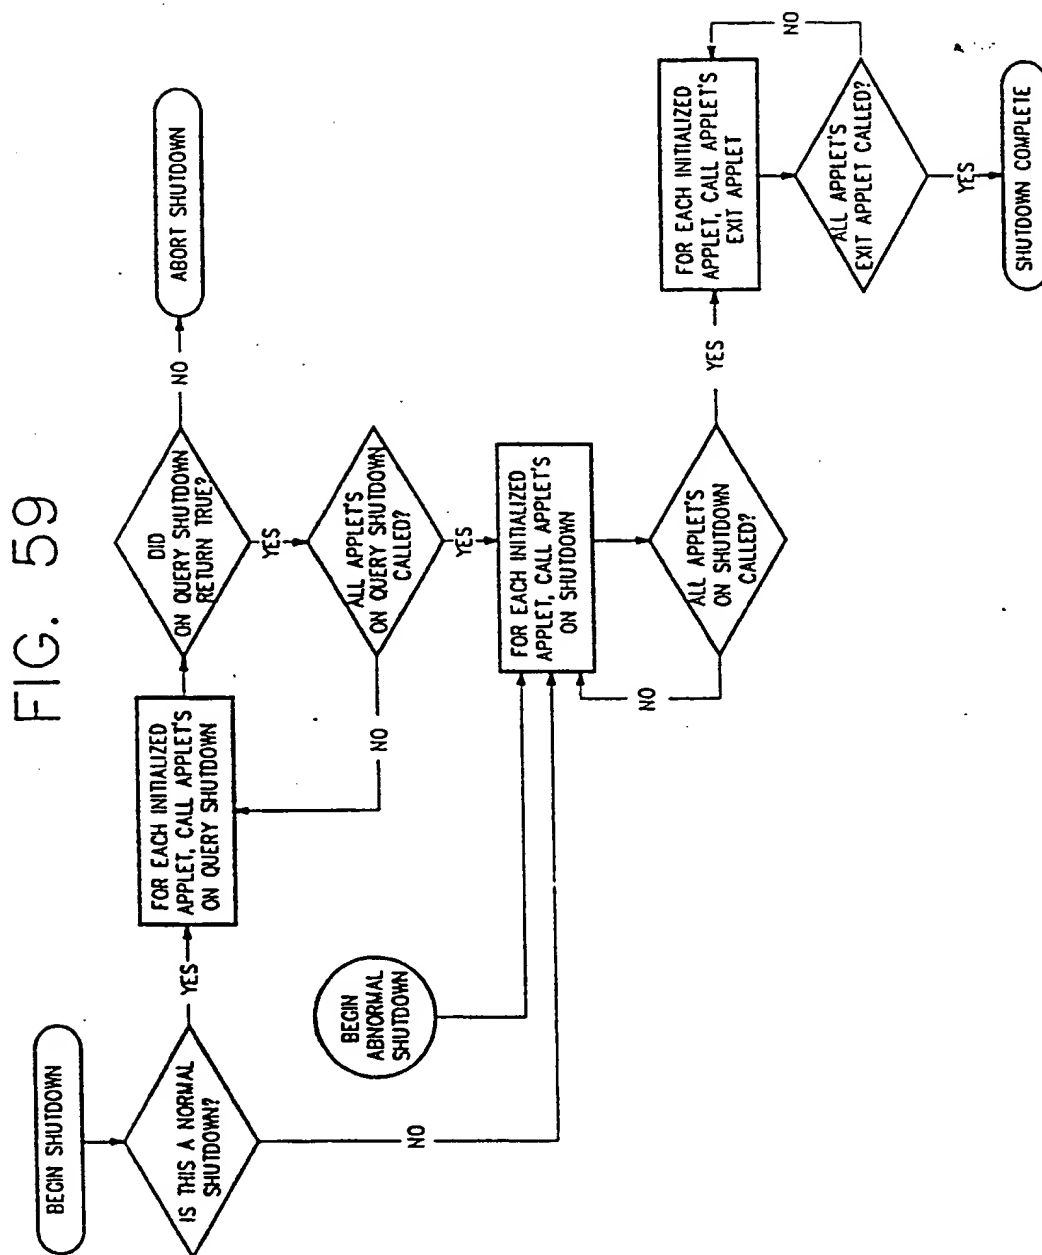 FIG. 59
BEGIN SHUTDOWN
IS THIS A NORMAL
SHUTDOWN?
YES
NO
FOR EACH INITIALIZED
APPLET, CALL APPLET'S
ON QUERY SHUTDOWN
DID
ON QUERY SHUTDOWN
RETURN TRUE?
NO
ABORT SHUTDOWN
YES
ALL APPLET'S
ON QUERY SHUTDOWN
CALLED?
NO
YES
BEGIN
ABNORMAL
SHUTDOWN
FOR EACH INITIALIZED
APPLET, CALL APPLET'S
ON SHUTDOWN
ALL APPLET'S
ON SHUTDOWN
CALLED?
NO
YES
FOR EACH INITIALIZED
APPLET, CALL APPLET'S
EXIT APPLET
ALL APPLET'S
EXIT APPLET CALLED?
NO
YES
SHUTDOWN COMPLETE